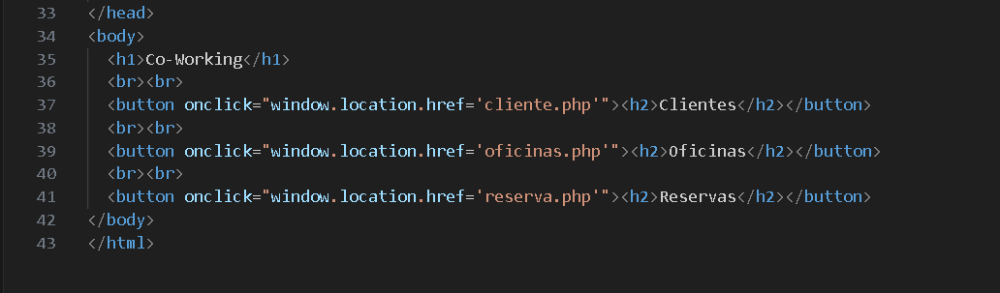 33 </head>
34 <body>
35 <h1>Co-Working</h1>
36 <br><br>
37 <button onclick="window.location.href='cliente.php'"><h2>Clientes</h2></button>
38 <br><br>
39 <button onclick="window.location.href='oficinas.php'"><h2>Oficinas</h2></button>
40 <br><br>
41 <button onclick="window.location.href='reserva.php'"><h2>Reservas</h2></button>
42 </body>
43 </html>